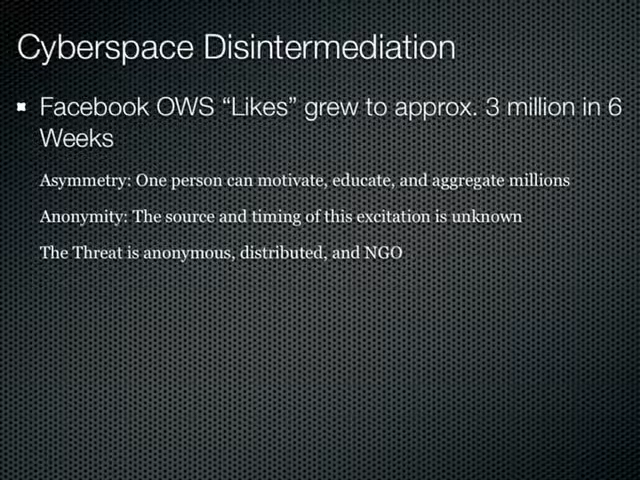 Cyberspace Disintermediation
Facebook OWS “Likes” grew to approx. 3 million in 6
Weeks
Asymmetry: One person can motivate, educate, and aggregate millions
Anonymity: The source and timing of this excitation is unknown
The Threat is anonymous, distributed, and NGO